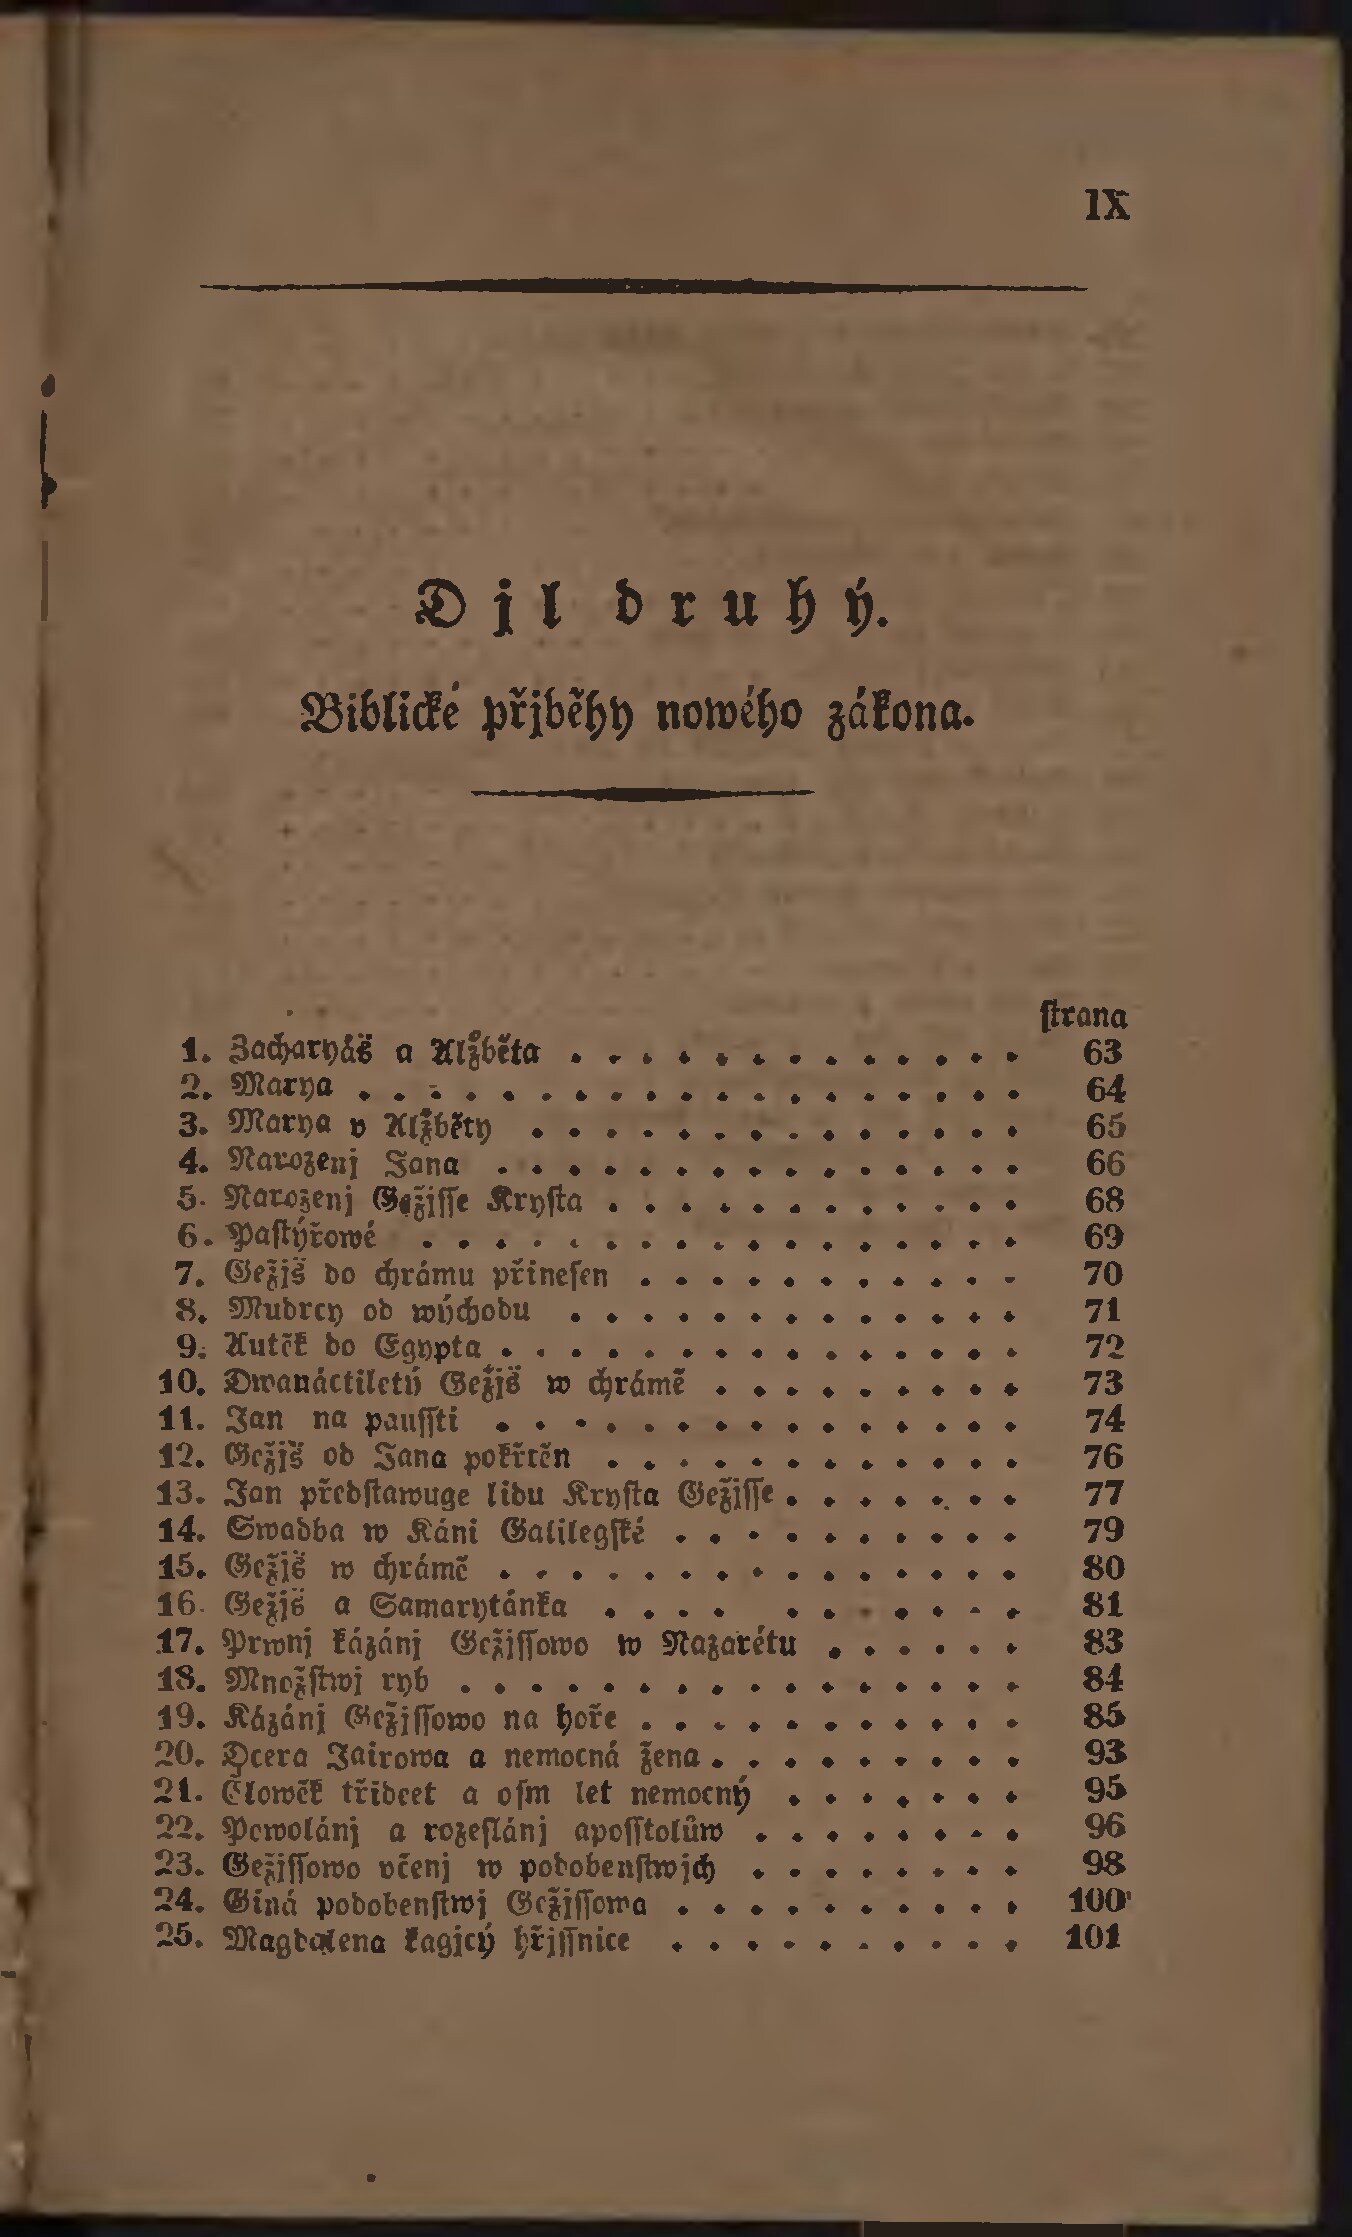 IX
Djl druhý.
Biblické přjběhy nowého zákona.
ſtrana
1. Zacharyáš a Alžběta . . . . . . . . . . . . . 63
2. Marya . . . . . . . . . . . . . . . . . . . 64
3. Marya v Alžběty . . . . . . . . . . . . . . 65
4. Narozenj Jana . . . . . . . . . . . . . . . 66
5. Narozenj Gežjſſe Kryſta . . . . . . . . . . . . 68
6. Paſtýřowé . . . . . . . . . . . . . . . . . 69
7. Gežjš do chrámu přineſen . . . . . . . . . . . 70
8. Mudrcy od wýchodu . . . . . . . . . . . . . 71
9. Autěk do Egypta . . . . . . . . . . . . . . . 72
10. Dwanáctiletý Gežjš w chrámě . . . . . . . . . 73
11. Jan na pauſſti . . . . . . . . . . . . . . . 74
12. Gežjš od Jana pokřtěn . . . . . . . . . . . . 76
13. Jan předſtawuge lidu Kryſta Gežjſſe . . . . . . . 77
14. Swadba w Káni Galilegſké . . . . . . . . . . 79
15. Gežjš w chrámě . . . . . . . . . . . . . . . 80
16. Gežjš a Samarytánka . . . . . . . . . . . 81
17. Prwnj kázánj Gežjſſowo w Nazarétu . . . . . . 83
18. Množſtwj ryb . . . . . . . . . . . . . . . . 84
19. Kázánj Gežjſſowo na hoře . . . . . . . . . . . 85
20. Dcera Jairowa a nemocná žena . . . . . . . . . 93
21. Člowěk třidcet a oſm let nemocný . . . . . . . 95
22. Powolánj a rozeſlánj apoſſtolůw . . . . . . . . 96
23. Gežjſſowo včenj w podobenſtwjch . . . . . . . . 98
24. Giná podobenſtwj Gežjſſowa . . . . . . . . . . 100
25. Magdalena kagjcý hřjſſnice . . . . . . . . . . 101